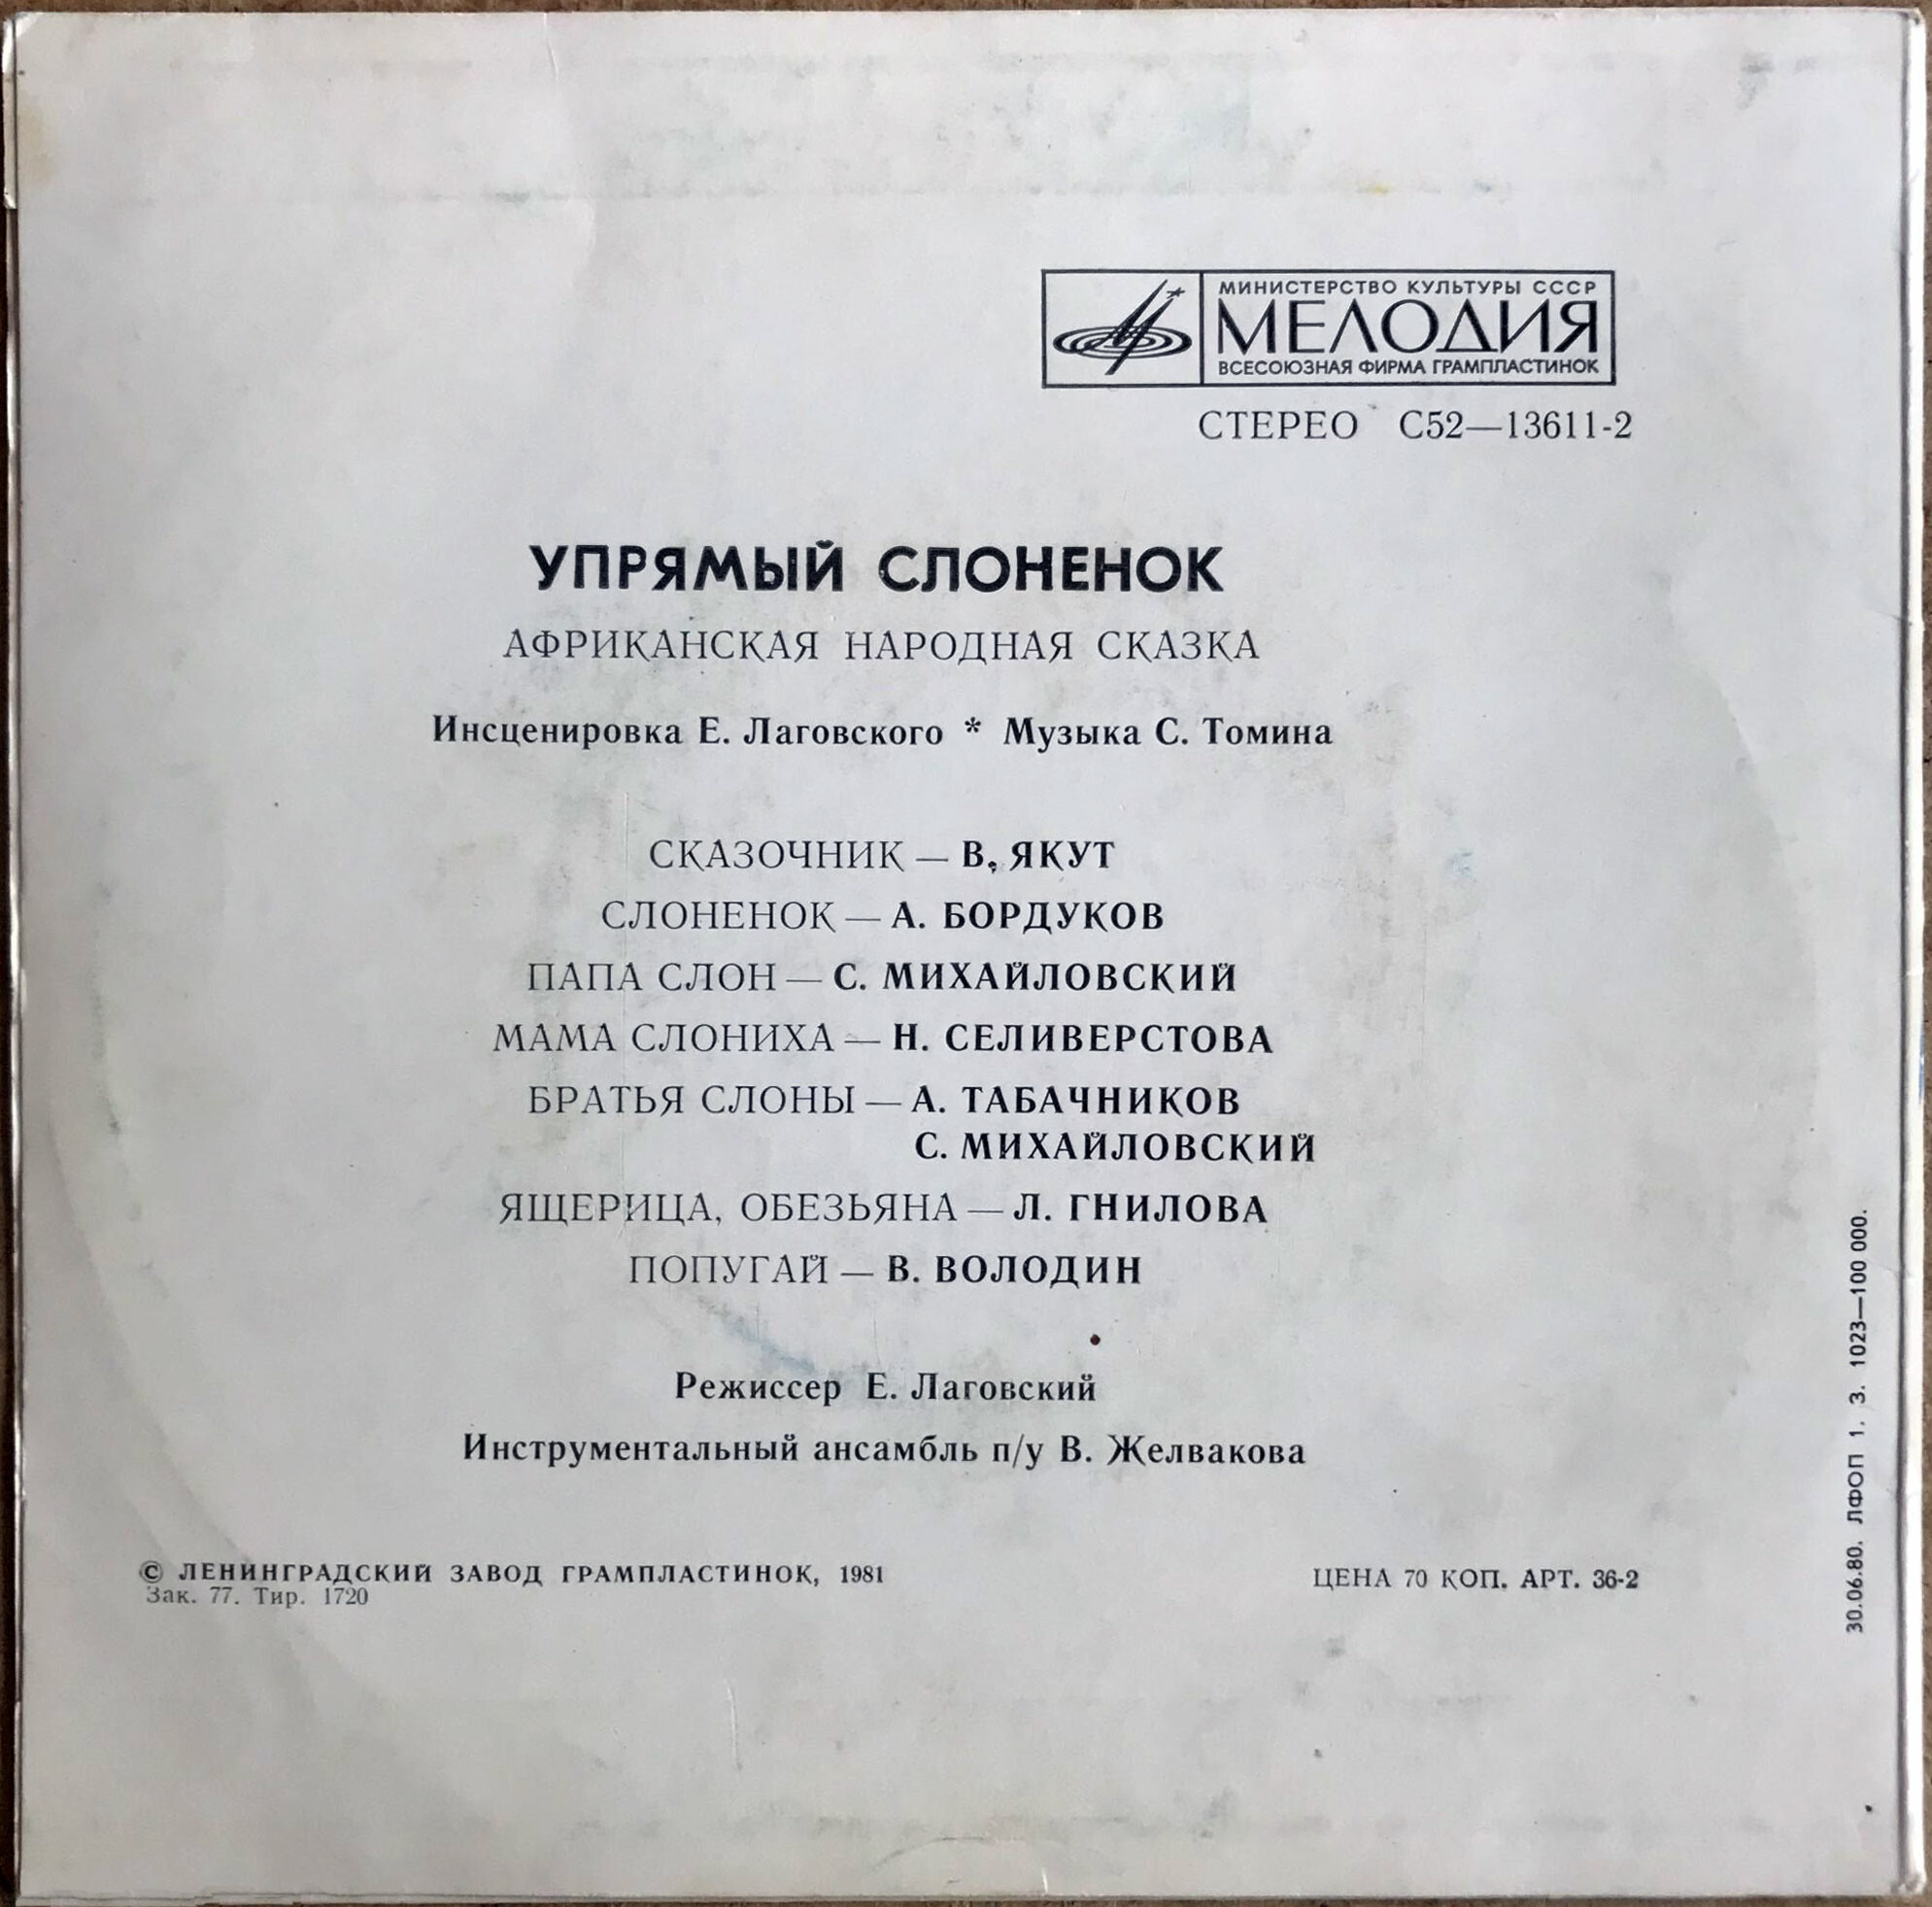 МИНИСТЕРСТВО КУЛЬТУРЫ СССР
МЕЛОДИЯ
ВСЕСОЮЗНАЯ ФИРМА ГРАМПЛАСТИНОК
СТЕРЕО С52—13611-2
УПРЯМЫЙ СЛОНЕНОК
АФРИКАНСКАЯ НАРОДНАЯ СКАЗКА
Инсценировка Е. Лаговского * Музыка С. Томина
СКАЗОЧНИК — В. ЯКУТ
СЛОНЕНОК — А. БОРДУКОВ
ПАПА СЛОН — С. МИХАЙЛОВСКИЙ
МАМА СЛОНИХА — Н. СЕЛИВЕРСТОВА
БРАТЬЯ СЛОНЫ — А. ТАБАЧНИКОВ
С. МИХАЙЛОВСКИЙ
ЯЩЕРИЦА, ОБЕЗЬЯНА — Л. ГНИЛОВА
ПОПУГАЙ — В. ВОЛОДИН
Режиссер Е. Лаговский
Инструментальный ансамбль п/у В. Желвакова
© ЛЕНИНГРАДСКИЙ ЗАВОД ГРАМПЛАСТИНОК, 1981
Зак. 77. Тир. 1720
ЦЕНА 70 КОП. АРТ. 36-2
30.06.80. ЛФОП 1. З. 1023—100 000.